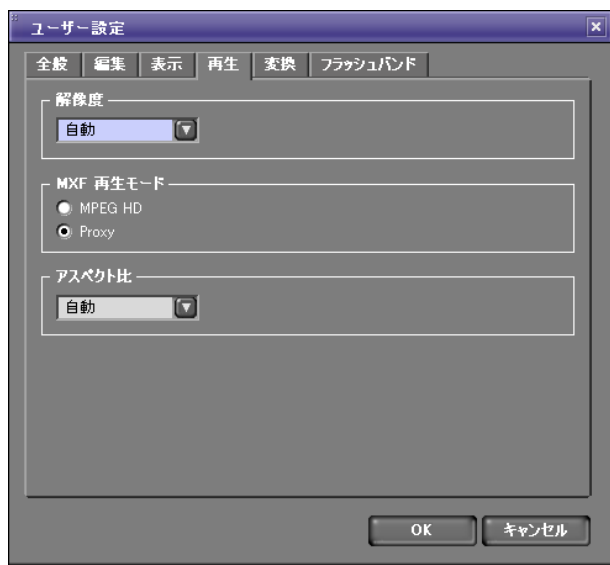 ユーザー設定
全般 編集 表示 再生 変換 フラッシュバンド
解像度
自動
MXF 再生モード
MPEG HD
Proxy
アスペクト比
自動
OK キャンセル